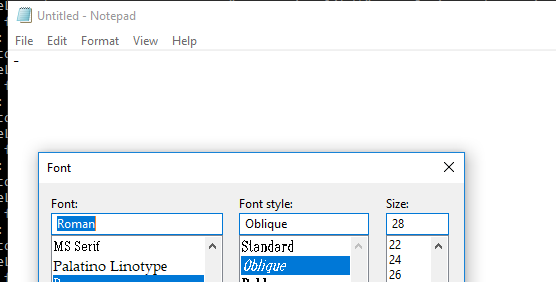 Untitled - Notepad
File Edit Format View Help
-
Font
Font: Font style: Size:
Roman Oblique 28
MS Serif Standard 22
Palatino Linotype Oblique 24
26